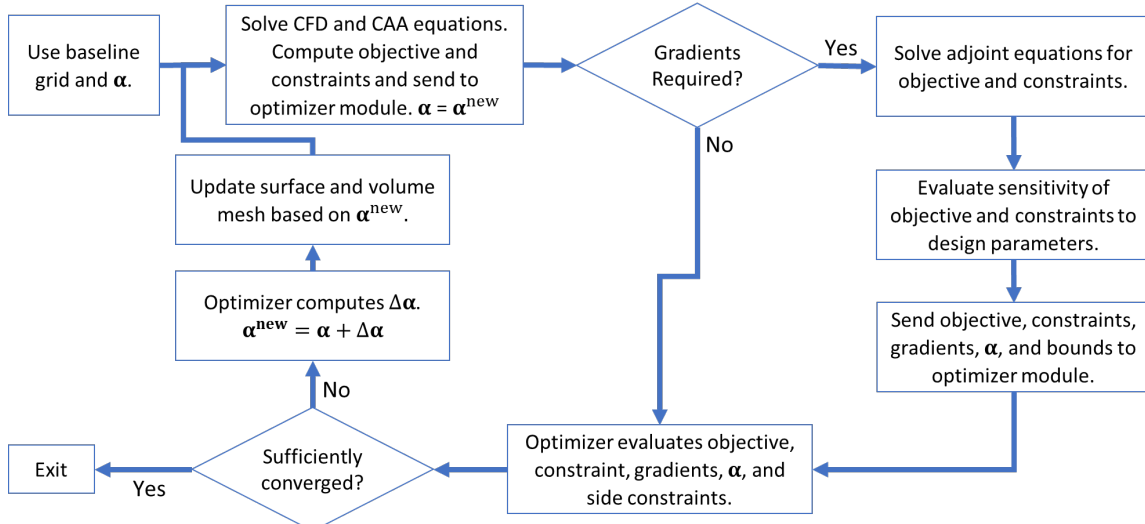 Use baseline
grid and 𝛂.
Solve CFD and CAA equations.
Compute objective and
constraints and send to
optimizer module. 𝛂 = 𝛂ⁿᵉʷ
Gradients
Required?
Yes
Solve adjoint equations for
objective and constraints.
No
Update surface and volume
mesh based on 𝛂ⁿᵉʷ.
Evaluate sensitivity of
objective and constraints to
design parameters.
Optimizer computes Δ𝛂.
𝛂ⁿᵉʷ = 𝛂 + Δ𝛂
Send objective, constraints,
gradients, 𝛂, and bounds to
optimizer module.
No
Exit
Yes
Sufficiently
converged?
Optimizer evaluates objective,
constraint, gradients, 𝛂, and
side constraints.